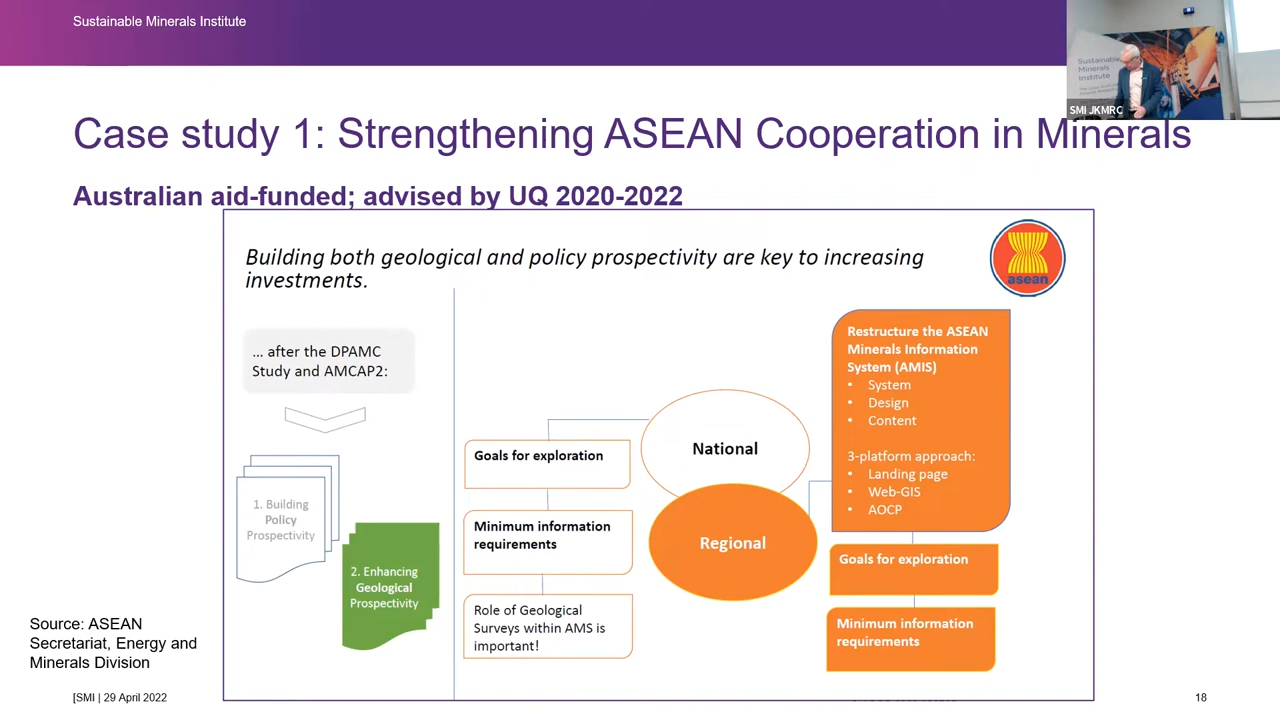 Sustainable Minerals Institute
Sustainable
Minerals
Institute
SMI JKMRC
Case study 1: Strengthening ASEAN Cooperation in Minerals
Australian aid-funded; advised by UQ 2020-2022
Building both geological and policy prospectivity are key to increasing
investments.
asean
... after the DPAMC
Study and AMCAP2:
1. Building
Policy
Prospectivity
2. Enhancing
Geological
Prospectivity
Goals for exploration
Minimum information
requirements
Role of Geological
Surveys within AMS is
important!
National
Regional
Restructure the ASEAN
Minerals Information
System (AMIS)
• System
• Design
• Content
3-platform approach:
• Landing page
• Web-GIS
• AOCP
Goals for exploration
Minimum information
requirements
Source: ASEAN
Secretariat, Energy and
Minerals Division
[SMI | 29 April 2022
18